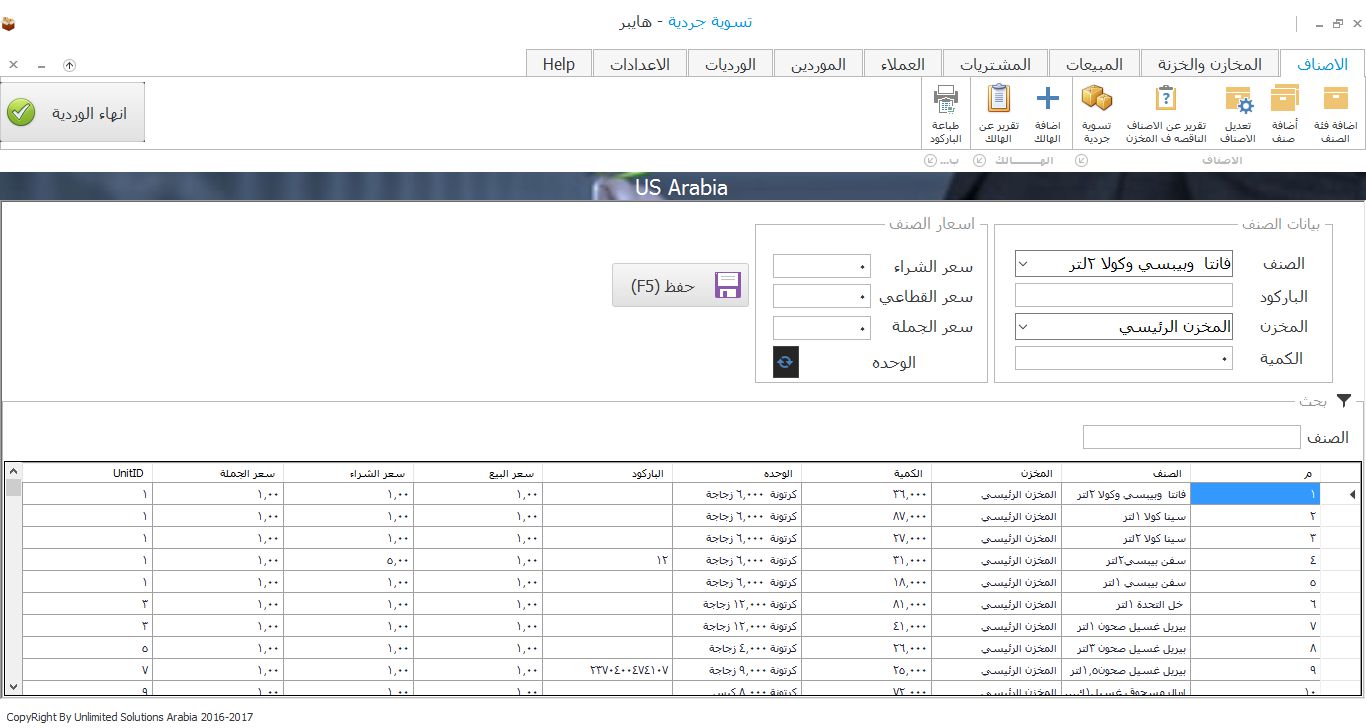 تسوية جردية - هايبر
الاصناف المخازن والخزنة المبيعات المشتريات العملاء الموردين الورديات الاعدادات Help
اضافة فئة الصنف
أضافة صنف
تعديل الاصناف
تقرير عن الاصناف الناقصه ف المخزن
تسوية جردية
اضافة الهالك
تقرير عن الهالك
طباعة الباركود
انهاء الوردية
الاصناف الهـــــالك ب...
US Arabia
بيانات الصنف
الصنف فانتا وبيبسي وكولا ٢لتر
الباركود
المخزن المخزن الرئيسي
الكمية ٠
اسعار الصنف
سعر الشراء ٠
سعر القطاعي ٠
سعر الجملة ٠
الوحده
حفظ (F5)
بحث
الصنف
م الصنف المخزن الكمية الوحده الباركود سعر البيع سعر الشراء سعر الجملة UnitID
١ فانتا وبيبسي وكولا ٢لتر المخزن الرئيسي ٣٦,٠٠٠ كرتونة ٦,٠٠٠ زجاجة ١,٠٠ ١,٠٠ ١,٠٠ ١
٢ سينا كولا ١لتر المخزن الرئيسي ٨٧,٠٠٠ كرتونة ٦,٠٠٠ زجاجة ١,٠٠ ١,٠٠ ١,٠٠ ١
٣ سينا كولا ٢لتر المخزن الرئيسي ٢٧,٠٠٠ كرتونة ٦,٠٠٠ زجاجة ١,٠٠ ١,٠٠ ١,٠٠ ١
٤ سفن بيبسي٢لتر المخزن الرئيسي ٣١,٠٠٠ كرتونة ٦,٠٠٠ زجاجة ١٢ ١,٠٠ ٥,٠٠ ١,٠٠ ١
٥ سفن بيبسي ١لتر المخزن الرئيسي ١٨,٠٠٠ كرتونة ٦,٠٠٠ زجاجة ١,٠٠ ١,٠٠ ١,٠٠ ١
٦ خل التحدة ١لتر المخزن الرئيسي ٨١,٠٠٠ كرتونة ١٢,٠٠٠ زجاجة ١,٠٠ ١,٠٠ ١,٠٠ ٣
٧ بيريل غسيل صحون ١لتر المخزن الرئيسي ٤١,٠٠٠ كرتونة ١٢,٠٠٠ زجاجة ١,٠٠ ١,٠٠ ١,٠٠ ٣
٨ بيريل غسيل صحون ٣لتر المخزن الرئيسي ٢٦,٠٠٠ كرتونة ٤,٠٠٠ زجاجة ١,٠٠ ١,٠٠ ١,٠٠ ٥
٩ بيريل غسيل صحون١,٥لتر المخزن الرئيسي ٢٥,٠٠٠ كرتونة ٩,٠٠٠ زجاجة ٢٣٧٠٤٠٠٤٧٤١٠٧ ١,٠٠ ١,٠٠ ١,٠٠ ٧
١٠ مسحوق غسيل١ك... المخزن الرئيسي ٧٢,٠٠٠ كرتونة ٨,٠٠٠ كيس ١,٠٠ ١,٠٠ ١,٠٠ ٩
CopyRight By Unlimited Solutions Arabia 2016-2017